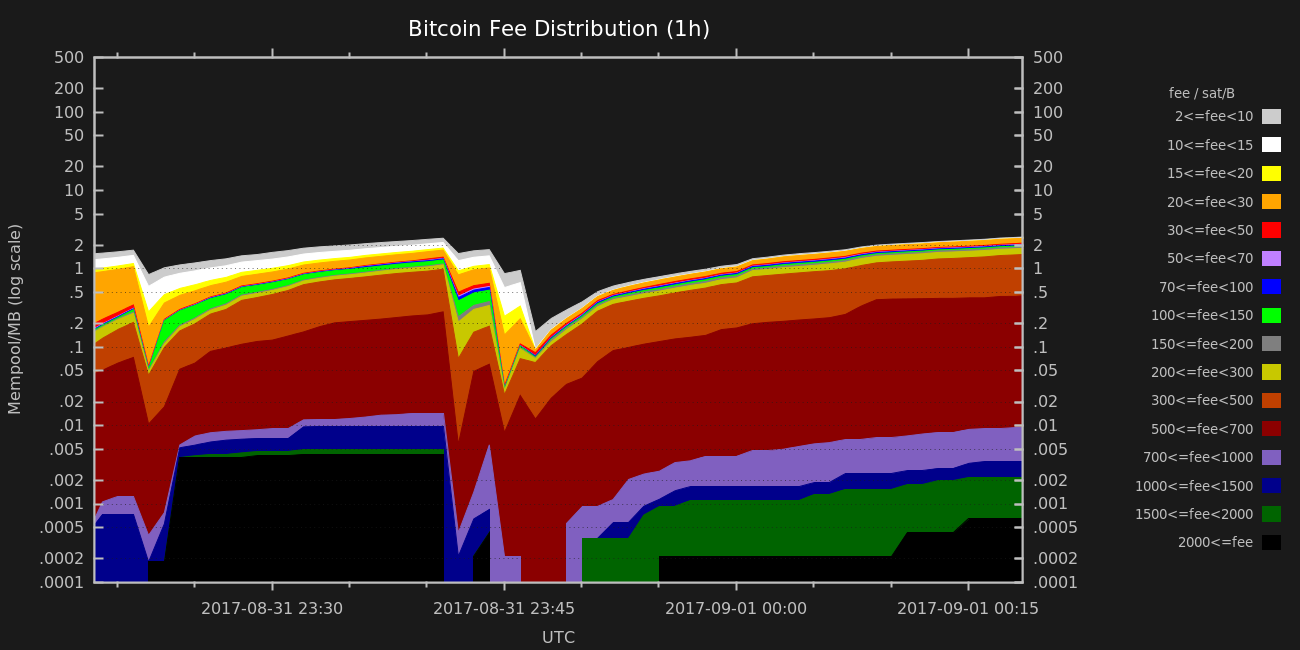 Bitcoin Fee Distribution (1h)
500
200
100
50
20
10
5
2
1
.5
.2
.1
.05
.02
.01
.005
.002
.001
.0005
.0002
.0001
Mempool/MB (log scale)
500
200
100
50
20
10
5
2
1
.5
.2
.1
.05
.02
.01
.005
.002
.001
.0005
.0002
.0001
2017-08-31 23:30
2017-08-31 23:45
2017-09-01 00:00
2017-09-01 00:15
UTC
fee / sat/B
2<=fee<10
10<=fee<15
15<=fee<20
20<=fee<30
30<=fee<50
50<=fee<70
70<=fee<100
100<=fee<150
150<=fee<200
200<=fee<300
300<=fee<500
500<=fee<700
700<=fee<1000
1000<=fee<1500
1500<=fee<2000
2000<=fee